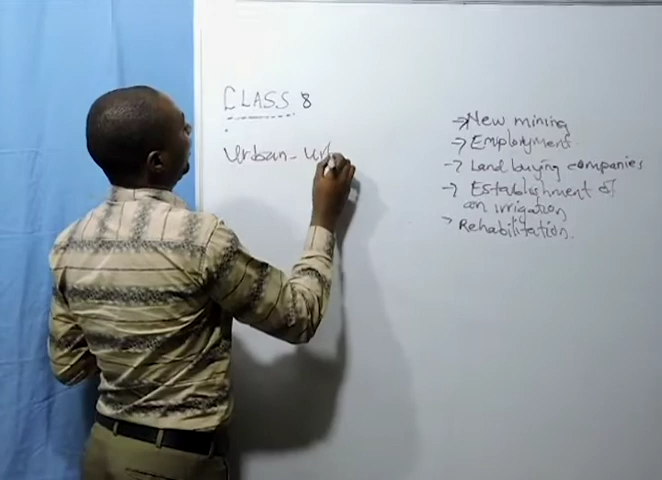 CLASS 8
Urban - Ur
→ New mining
→ Employment
→ Land buying companies
→ Establishment of
an irrigation
→ Rehabilitation.